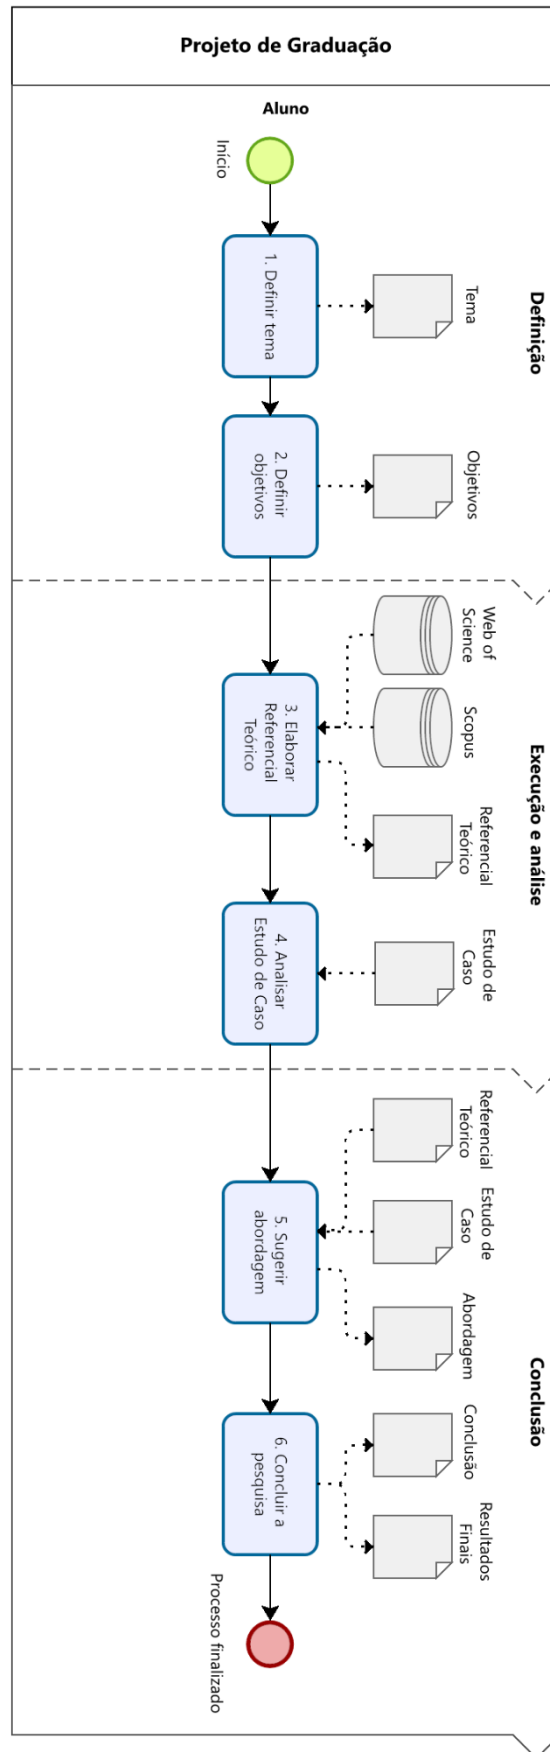 Projeto de Graduação
Aluno
Início
Definição
1. Definir tema
Tema
2. Definir
objetivos
Objetivos
Execução e análise
Web of
Science
Scopus
3. Elaborar
Referencial
Teórico
Referencial
Teórico
4. Analisar
Estudo de Caso
Estudo de
Caso
Conclusão
Referencial
Teórico
Estudo de
Caso
5. Sugerir
abordagem
Abordagem
6. Concluir a
pesquisa
Conclusão
Resultados
Finais
Processo finalizado